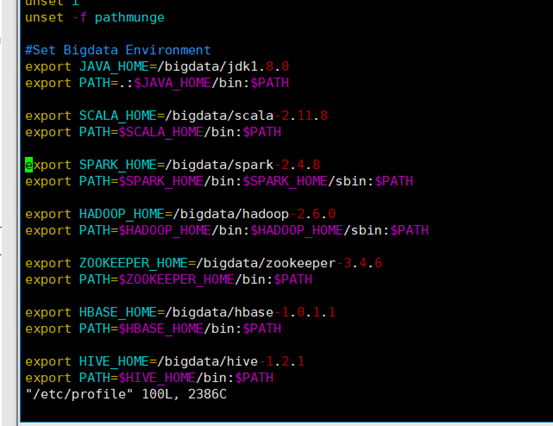 unset i
unset -f pathmunge
#Set Bigdata Environment
export JAVA_HOME=/bigdata/jdk1.8.0
export PATH=.:$JAVA_HOME/bin:$PATH
export SCALA_HOME=/bigdata/scala-2.11.8
export PATH=$SCALA_HOME/bin:$PATH
export SPARK_HOME=/bigdata/spark-2.4.8
export PATH=$SPARK_HOME/bin:$SPARK_HOME/sbin:$PATH
export HADOOP_HOME=/bigdata/hadoop-2.6.0
export PATH=$HADOOP_HOME/bin:$HADOOP_HOME/sbin:$PATH
export ZOOKEEPER_HOME=/bigdata/zookeeper-3.4.6
export PATH=$ZOOKEEPER_HOME/bin:$PATH
export HBASE_HOME=/bigdata/hbase-1.0.1.1
export PATH=$HBASE_HOME/bin:$PATH
export HIVE_HOME=/bigdata/hive-1.2.1
export PATH=$HIVE_HOME/bin:$PATH
"/etc/profile" 100L, 2386C